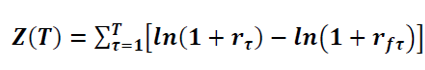 Z(T) = ∑_{τ=1}^{T}[ln(1 + r_τ) − ln(1 + r_{fτ})]